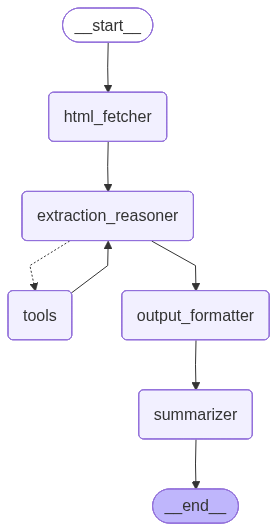 __start__
html_fetcher
extraction_reasoner
tools
output_formatter
summarizer
__end__